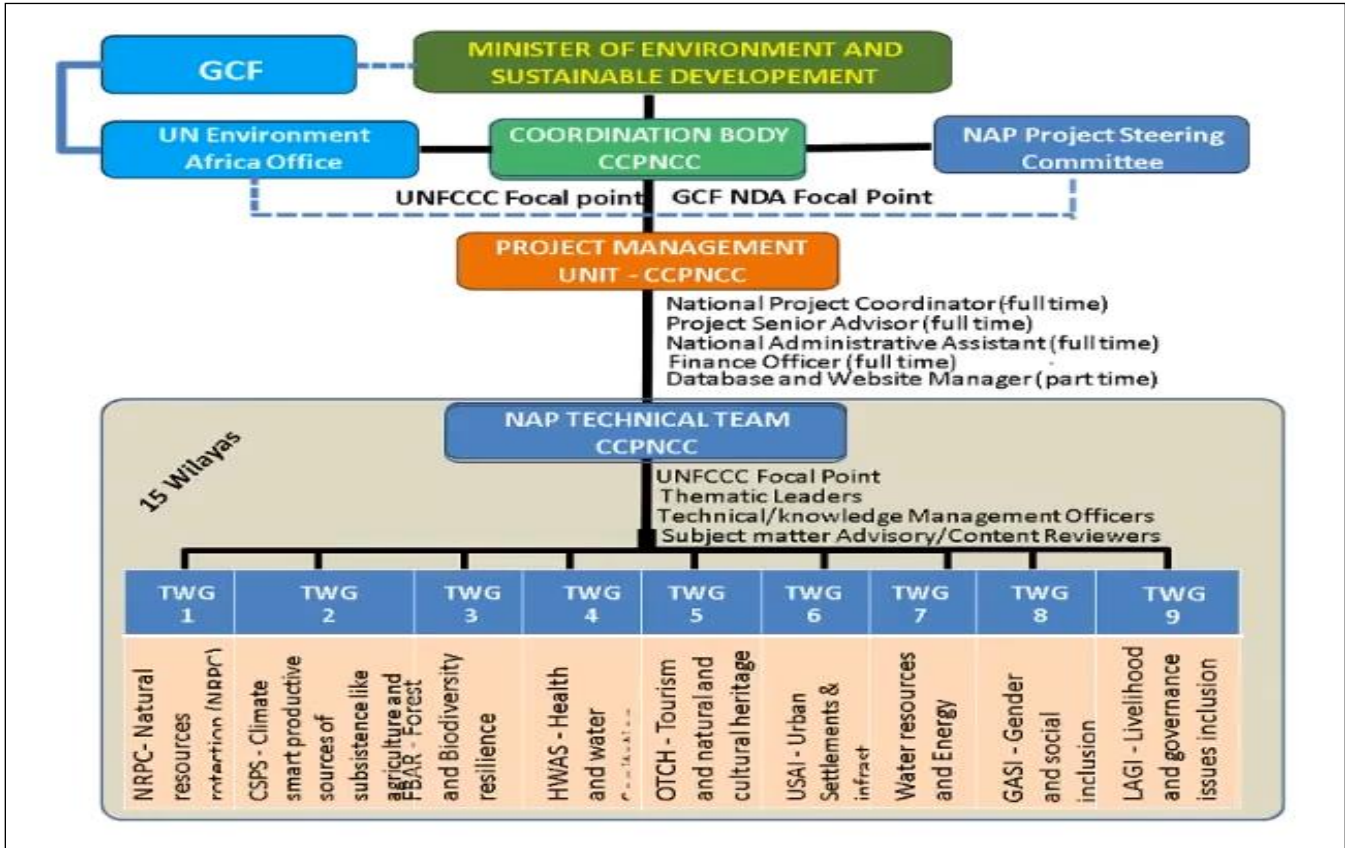 GCF
MINISTER OF ENVIRONMENT AND
SUSTAINABLE DEVELOPEMENT
UN Environment
Africa Office
COORDINATION BODY
CCPNCC
NAP Project Steering
Committee
UNFCCC Focal point
GCF NDA Focal Point
PROJECT MANAGEMENT
UNIT - CCPNCC
National Project Coordinator (full time)
Project Senior Advisor (full time)
National Administrative Assistant (full time)
Finance Officer (full time)
Database and Website Manager (part time)
15 Wilayas
NAP TECHNICAL TEAM
CCPNCC
UNFCCC Focal Point
Thematic Leaders
Technical/knowledge Management Officers
Subject matter Advisory/Content Reviewers
TWG
1
TWG
2
TWG
3
TWG
4
TWG
5
TWG
6
TWG
7
TWG
8
TWG
9
NRPC- Natural
resources
(NRPC)
CSPS - Climate
smart productive
sources of
subsistence like
agriculture and
FBAR - Forest
and Biodiversity
resilience
HWAS - Health
and water
OTCH - Tourism
and natural and
cultural heritage
USAI - Urban
Settlements &
Water resources
and Energy
GASI - Gender
and social
inclusion
LAGI - Livelihood
and governance
issues inclusion